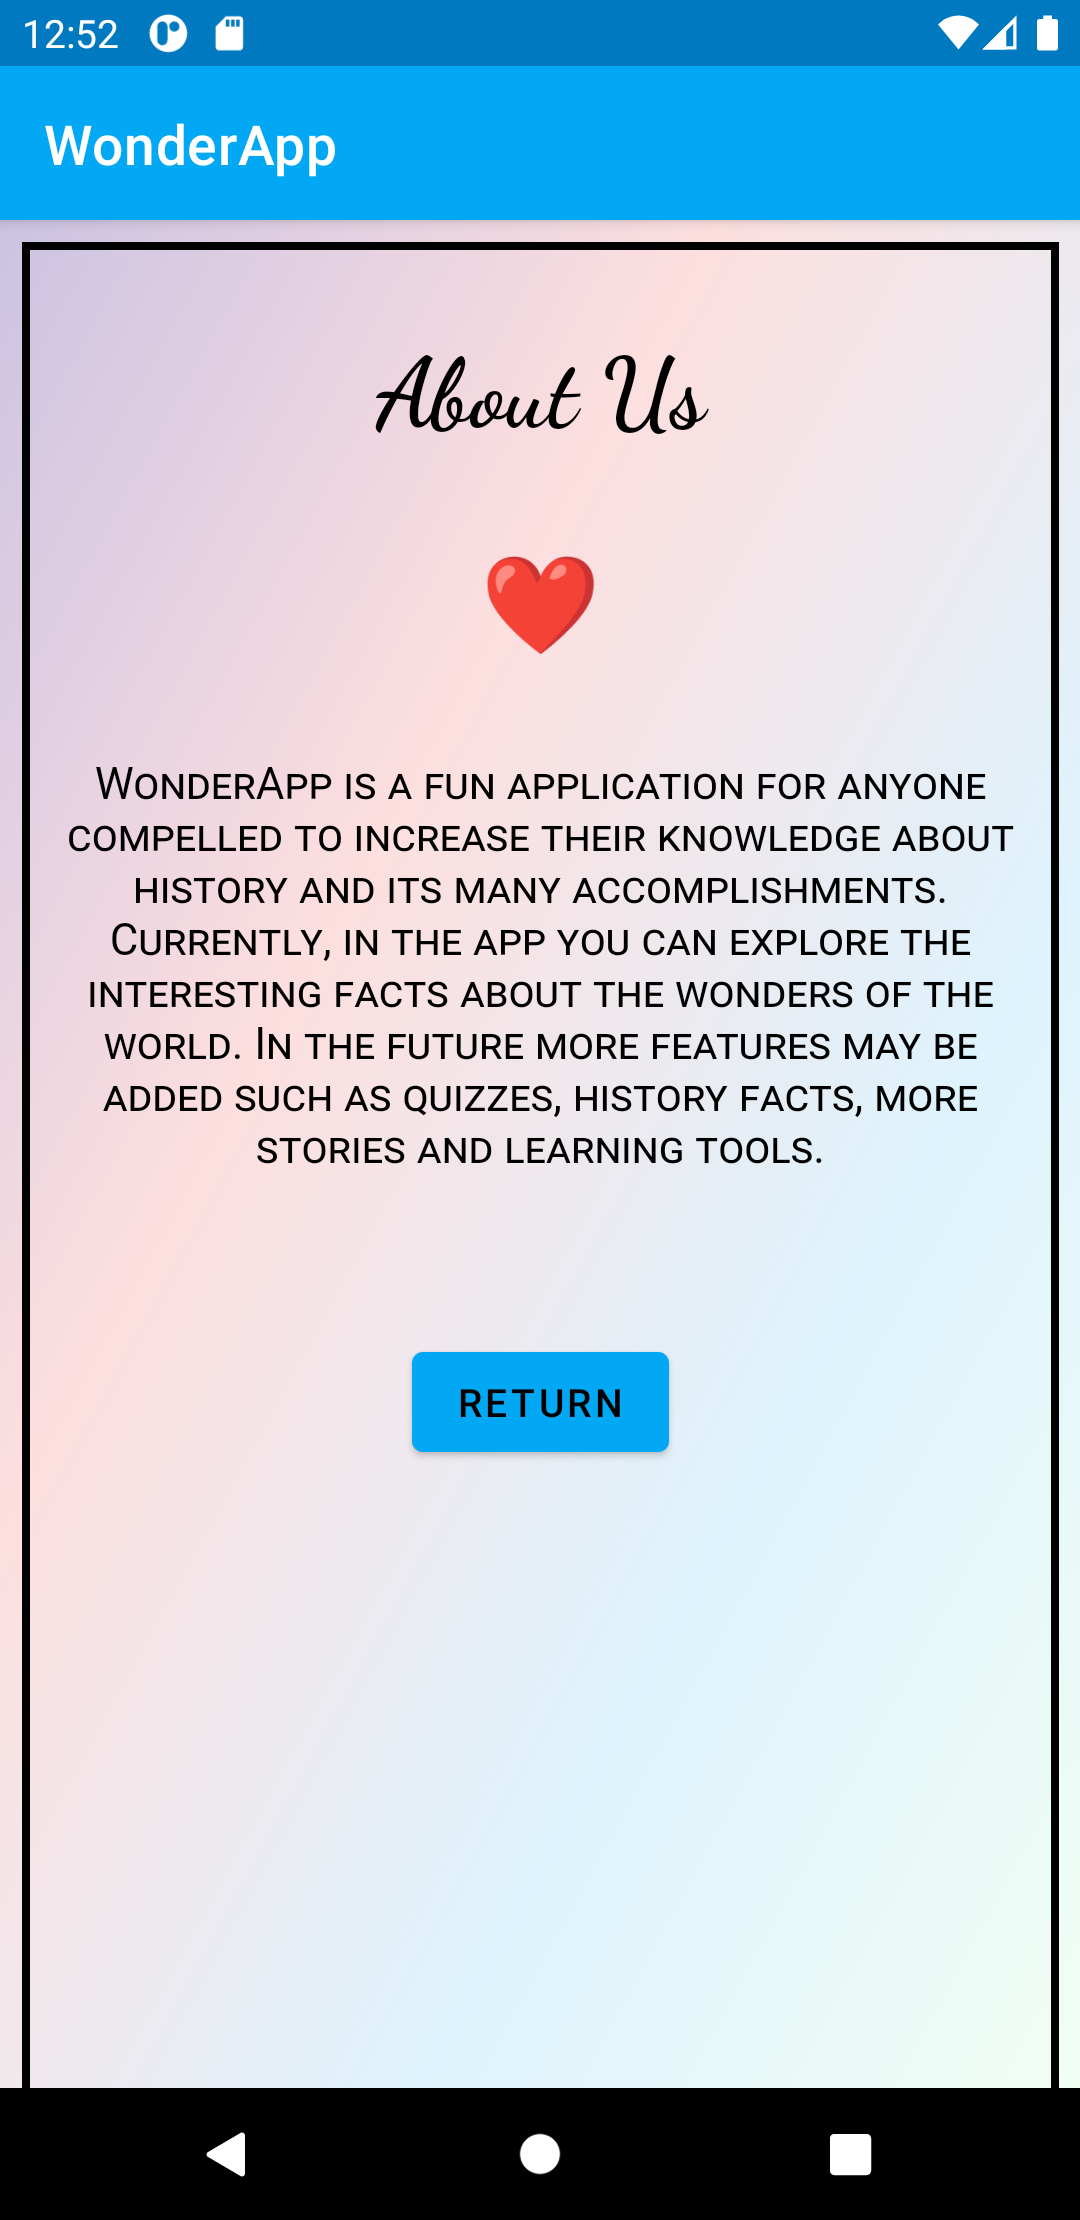 12:52
WonderApp
About Us
WonderApp is a fun application for anyone
compelled to increase their knowledge about
history and its many accomplishments.
Currently, in the app you can explore the
interesting facts about the wonders of the
world. In the future more features may be
added such as quizzes, history facts, more
stories and learning tools.
RETURN